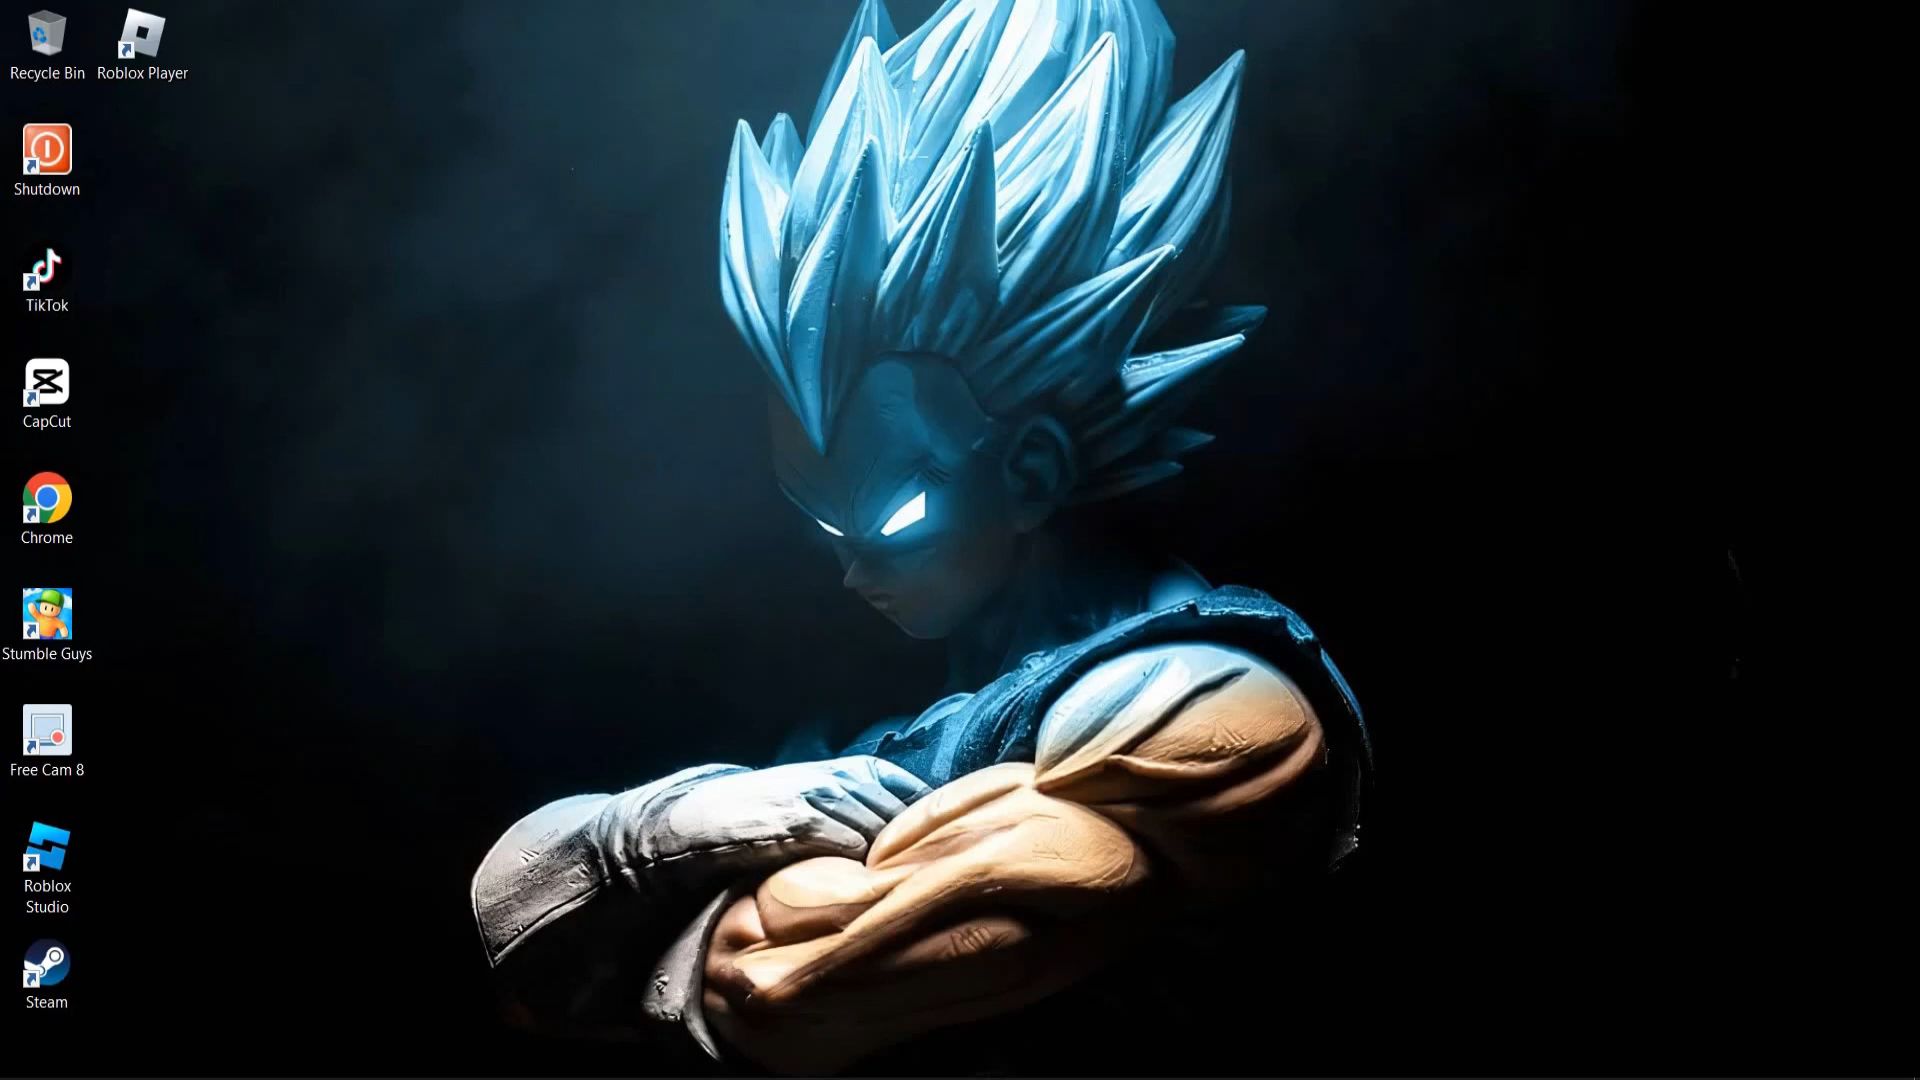 Recycle Bin
Roblox Player
Shutdown
TikTok
CapCut
Chrome
Stumble Guys
Free Cam 8
Roblox
Studio
Steam